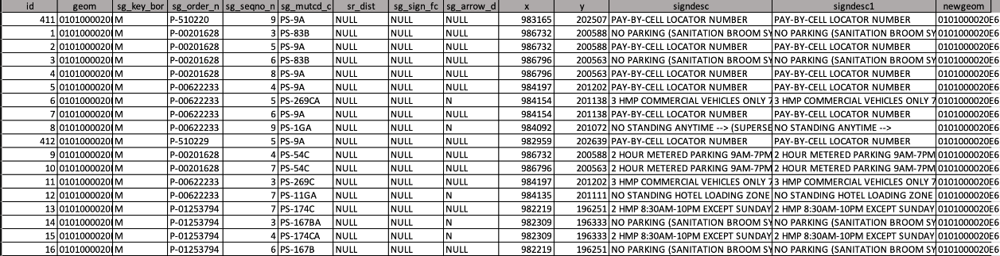 id geom sg_key_bor sg_order_n sg_seqno_n sg_mutcd_c sr_dist sg_sign_fc sg_arrow_d x y signdesc signdesc1 newgeom
411 0101000020 M P-510220 9 PS-9A NULL NULL NULL 983165 202507 PAY-BY-CELL LOCATOR NUMBER PAY-BY-CELL LOCATOR NUMBER 0101000020E6
1 0101000020 M P-00201628 3 PS-83B NULL NULL NULL 986732 200588 NO PARKING (SANITATION BROOM SY NO PARKING (SANITATION BROOM SY 0101000020E6
2 0101000020 M P-00201628 5 PS-9A NULL NULL NULL 986732 200588 PAY-BY-CELL LOCATOR NUMBER PAY-BY-CELL LOCATOR NUMBER 0101000020E6
3 0101000020 M P-00201628 6 PS-83B NULL NULL NULL 986796 200563 NO PARKING (SANITATION BROOM SY NO PARKING (SANITATION BROOM SY 0101000020E6
4 0101000020 M P-00201628 8 PS-9A NULL NULL NULL 986796 200563 PAY-BY-CELL LOCATOR NUMBER PAY-BY-CELL LOCATOR NUMBER 0101000020E6
5 0101000020 M P-00622233 4 PS-9A NULL NULL NULL 984197 201202 PAY-BY-CELL LOCATOR NUMBER PAY-BY-CELL LOCATOR NUMBER 0101000020E6
6 0101000020 M P-00622233 5 PS-269CA NULL NULL N 984154 201138 3 HMP COMMERCIAL VEHICLES ONLY 7 3 HMP COMMERCIAL VEHICLES ONLY 7 0101000020E6
7 0101000020 M P-00622233 6 PS-9A NULL NULL NULL 984154 201138 PAY-BY-CELL LOCATOR NUMBER PAY-BY-CELL LOCATOR NUMBER 0101000020E6
8 0101000020 M P-00622233 9 PS-1GA NULL NULL N 984092 201072 NO STANDING ANYTIME --> (SUPERSE NO STANDING ANYTIME --> 0101000020E6
412 0101000020 M P-510229 5 PS-9A NULL NULL NULL 982959 202639 PAY-BY-CELL LOCATOR NUMBER PAY-BY-CELL LOCATOR NUMBER 0101000020E6
9 0101000020 M P-00201628 4 PS-54C NULL NULL NULL 986732 200588 2 HOUR METERED PARKING 9AM-7PM 2 HOUR METERED PARKING 9AM-7PM 0101000020E6
10 0101000020 M P-00201628 7 PS-54C NULL NULL NULL 986796 200563 2 HOUR METERED PARKING 9AM-7PM 2 HOUR METERED PARKING 9AM-7PM 0101000020E6
11 0101000020 M P-00622233 3 PS-269C NULL NULL NULL 984197 201202 3 HMP COMMERCIAL VEHICLES ONLY 7 3 HMP COMMERCIAL VEHICLES ONLY 7 0101000020E6
12 0101000020 M P-00622233 7 PS-11GA NULL NULL N 984135 201111 NO STANDING HOTEL LOADING ZONE NO STANDING HOTEL LOADING ZONE 0101000020E6
13 0101000020 M P-01253794 7 PS-174C NULL NULL NULL 982219 196251 2 HMP 8:30AM-10PM EXCEPT SUNDAY 2 HMP 8:30AM-10PM EXCEPT SUNDAY 0101000020E6
14 0101000020 M P-01253794 3 PS-167BA NULL NULL N 982309 196333 NO PARKING (SANITATION BROOM SY NO PARKING (SANITATION BROOM SY 0101000020E6
15 0101000020 M P-01253794 4 PS-174CA NULL NULL N 982309 196333 2 HMP 8:30AM-10PM EXCEPT SUNDAY 2 HMP 8:30AM-10PM EXCEPT SUNDAY 0101000020E6
16 0101000020 M P-01253794 6 PS-167B NULL NULL NULL 982219 196251 NO PARKING (SANITATION BROOM SY NO PARKING (SANITATION BROOM SY 0101000020E6